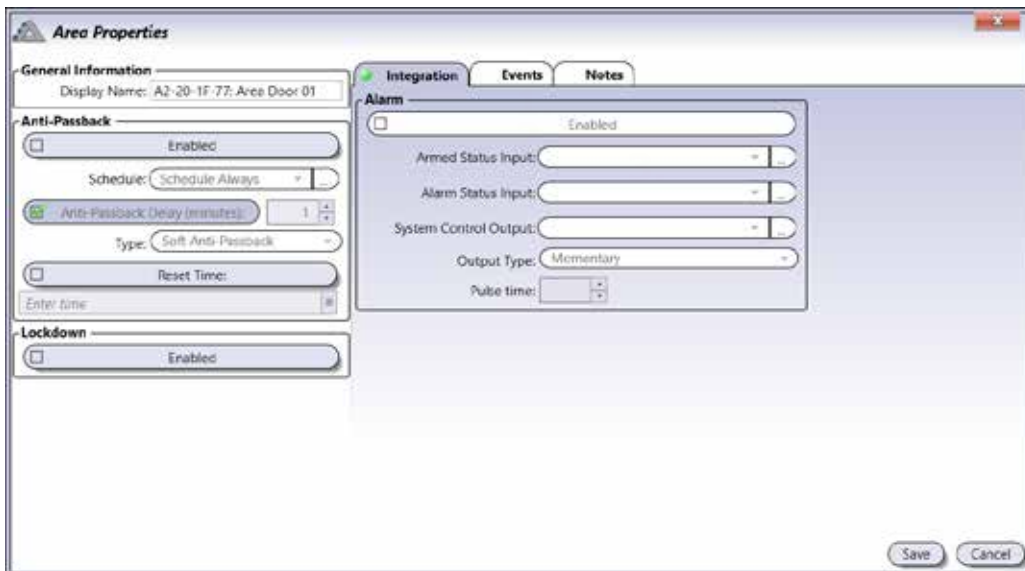 Area Properties
General Information
Display Name: A2-20-1F-77: Area Door 01
Anti-Passback
Enabled
Schedule: Schedule Always ...
Anti-Passback Delay (minutes): 1
Type: Soft Anti-Passback
Reset Time:
Enter time
Lockdown
Enabled
Integration Events Notes
Alarm
Enabled
Armed Status Input: ...
Alarm Status Input: ...
System Control Output: ...
Output Type: Momentary
Pulse time:
Save Cancel